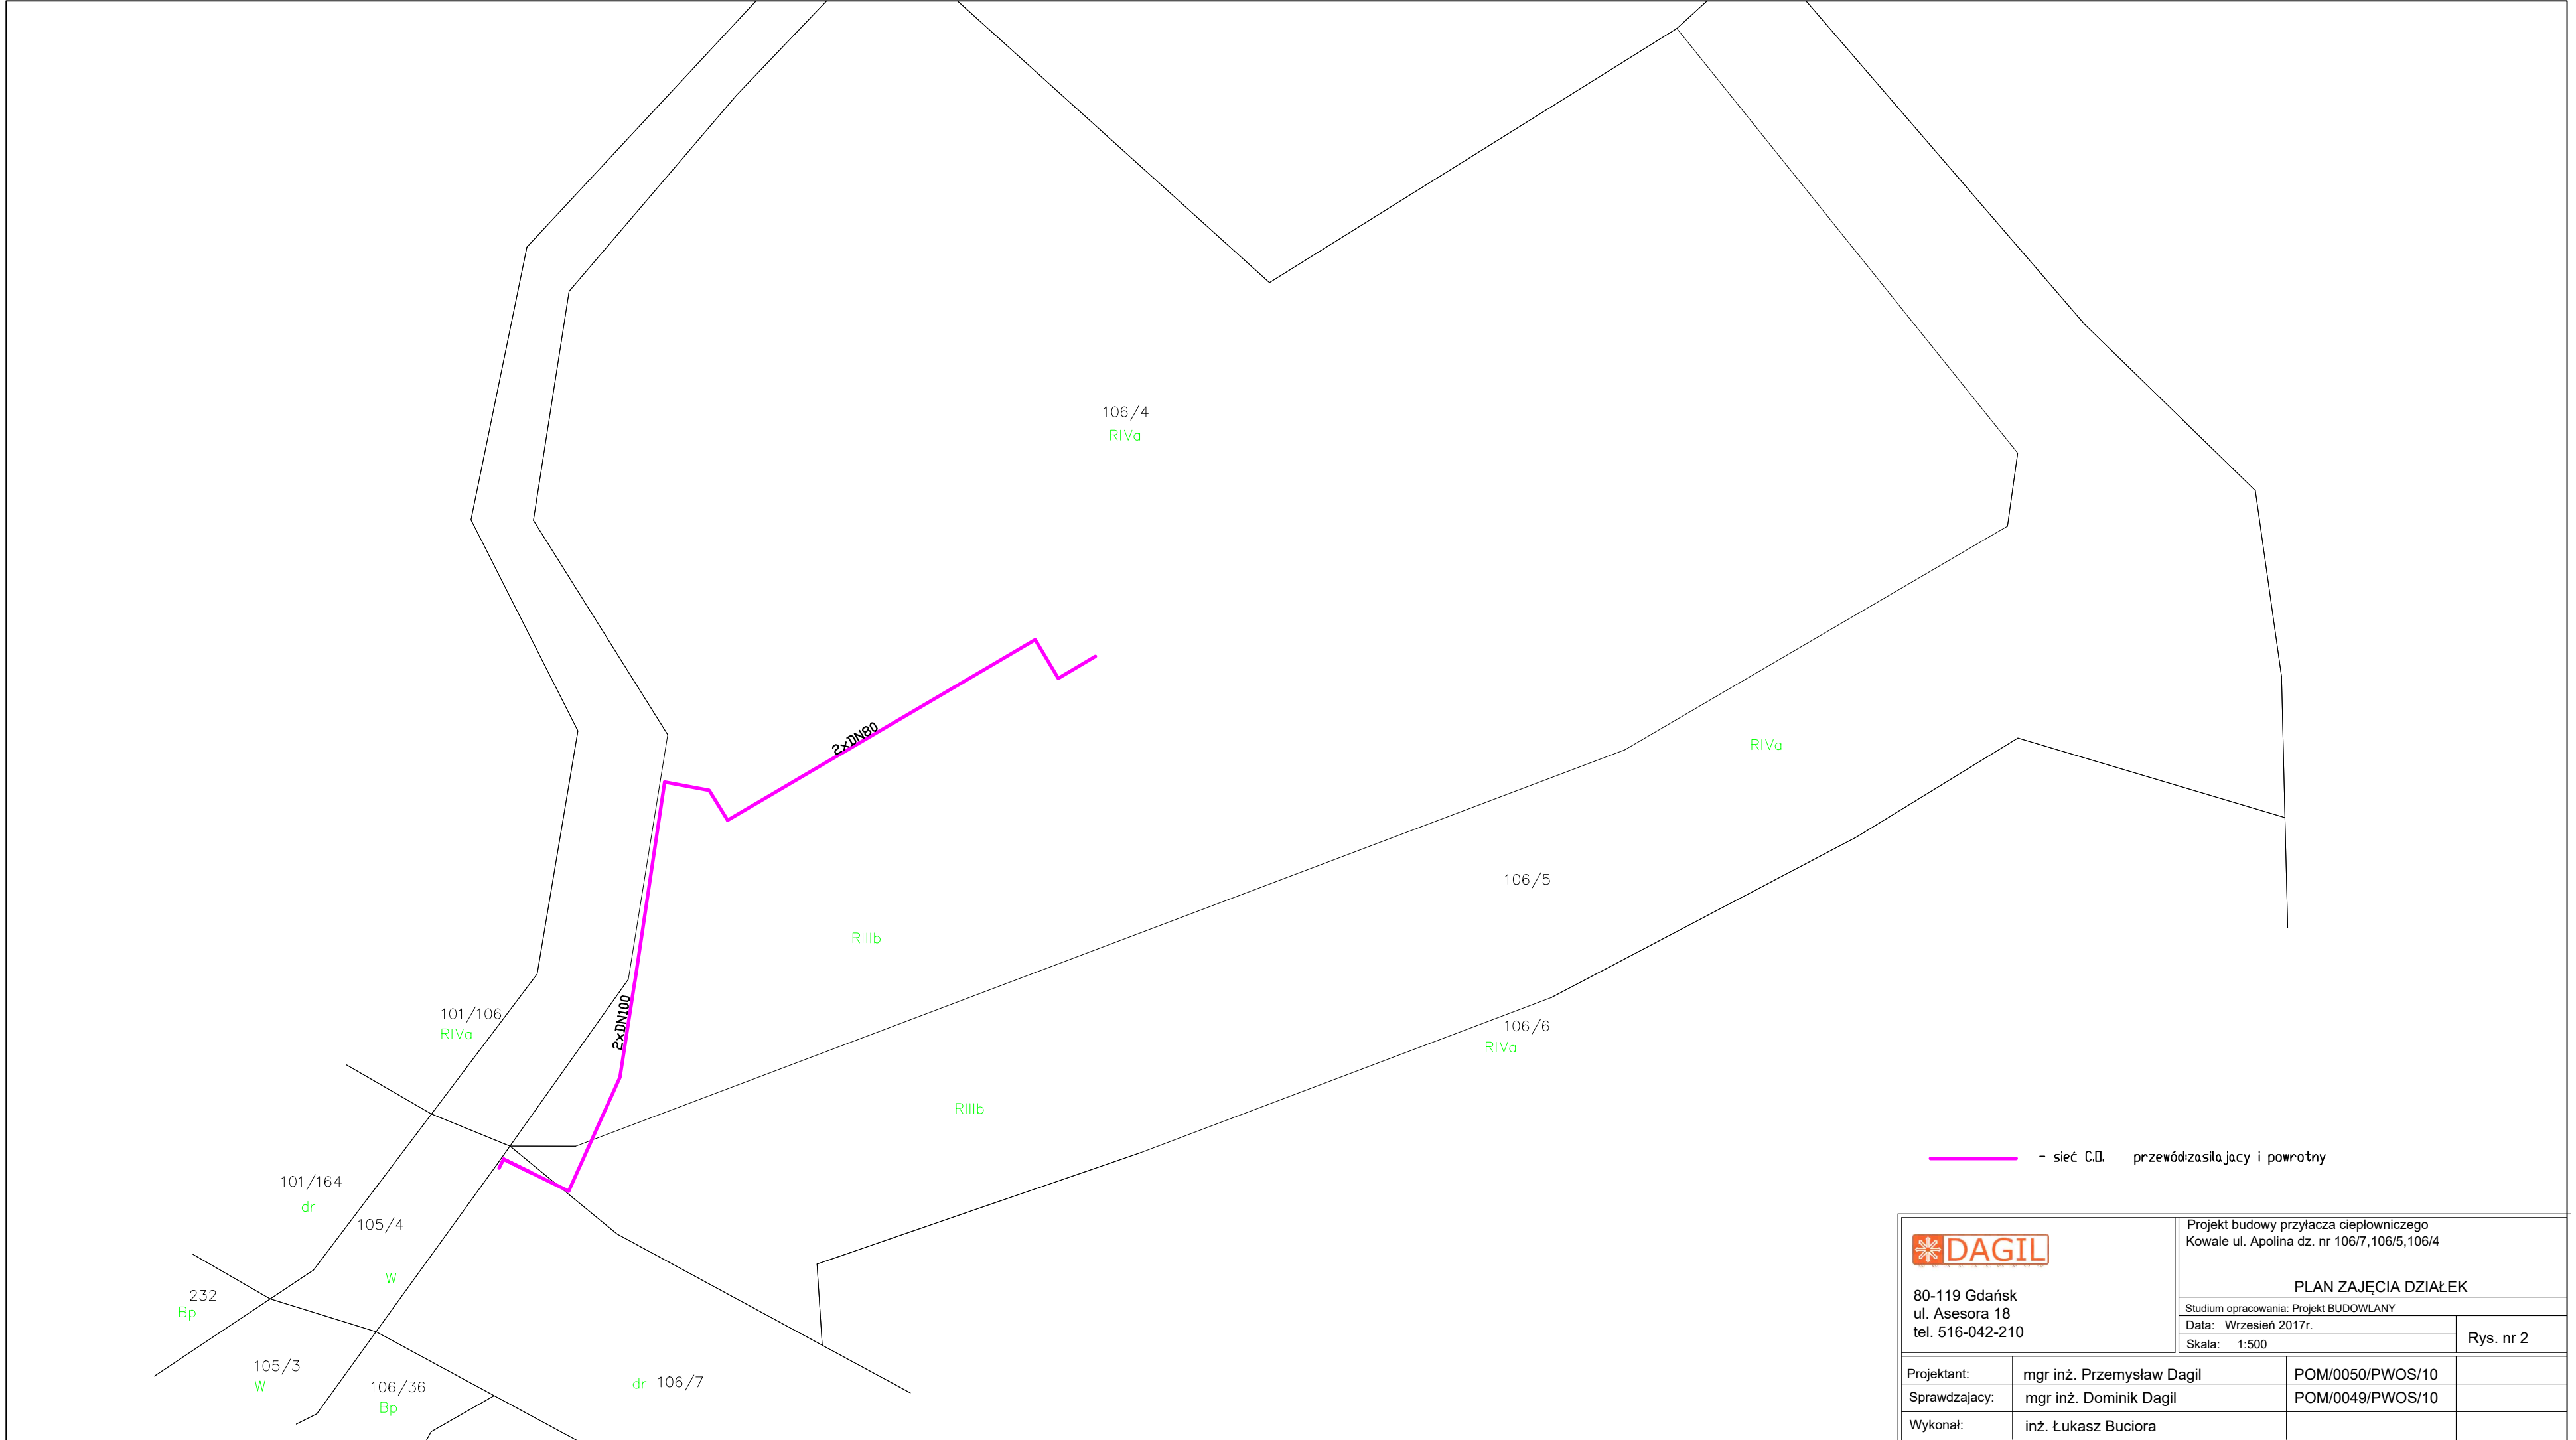 106/4
RIVa
2xDN80
RIVa
106/5
RIIIb
2xDN100
101/106
RIVa
106/6
RIVa
RIIIb
- sieć C.O. przewód:zasilajacy i powrotny
101/164
dr
105/4
W
232
Bp
105/3
W
106/36
Bp
dr 106/7
DAGIL
80-119 Gdańsk
ul. Asesora 18
tel. 516-042-210
Projekt budowy przyłacza ciepłowniczego
Kowale ul. Apolina dz. nr 106/7,106/5,106/4
PLAN ZAJĘCIA DZIAŁEK
Studium opracowania: Projekt BUDOWLANY
Data: Wrzesień 2017r.
Skala: 1:500
Rys. nr 2
Projektant: mgr inż. Przemysław Dagil POM/0050/PWOS/10
Sprawdzajacy: mgr inż. Dominik Dagil POM/0049/PWOS/10
Wykonał: inż. Łukasz Buciora